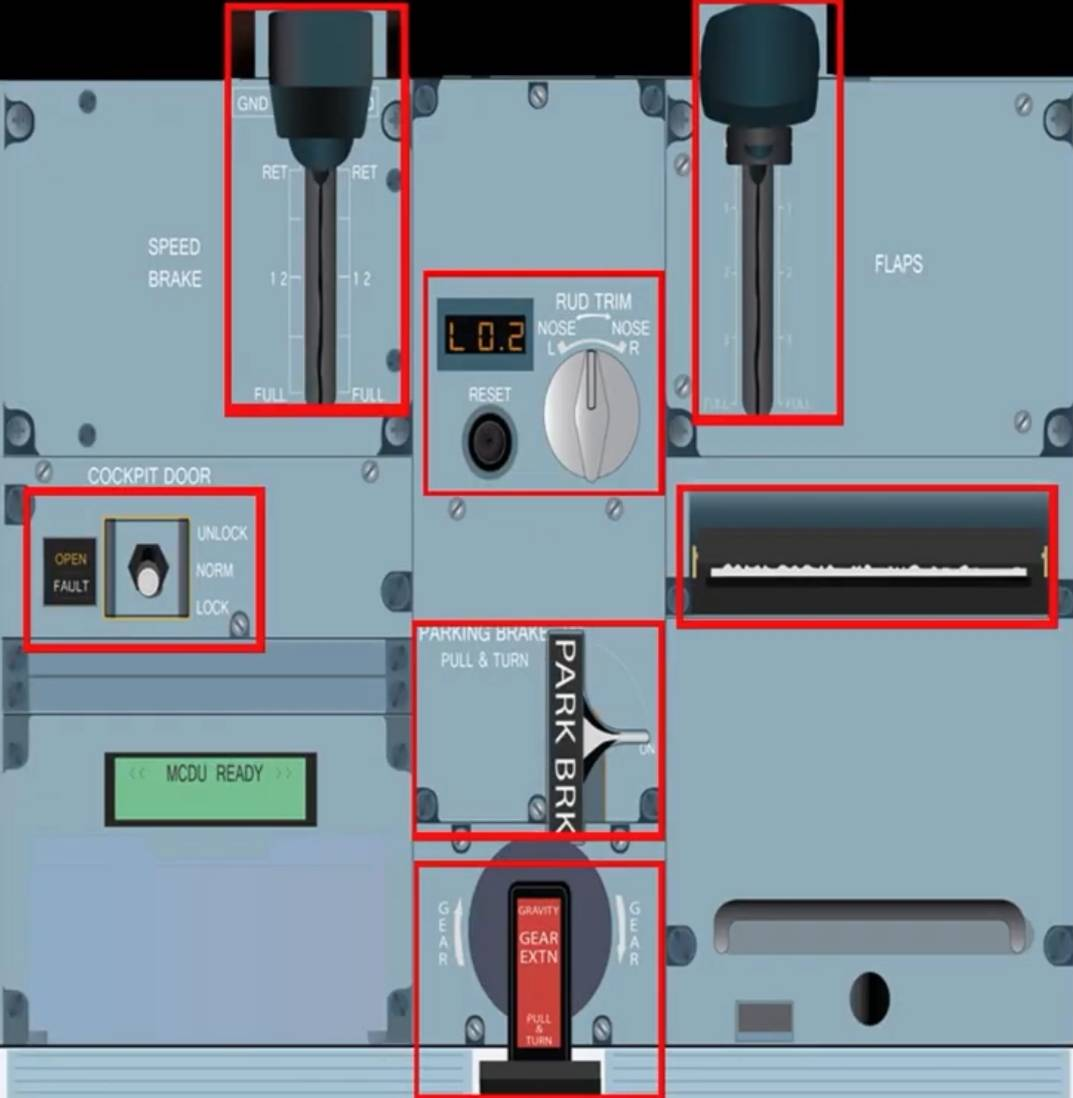 GND
RET RET
SPEED
BRAKE
1 2 1 2
FULL FULL
L 0.2
RUD TRIM
NOSE NOSE
L R
RESET
1 1
2 2
3 3
FULL FULL
FLAPS
COCKPIT DOOR
OPEN
FAULT
UNLOCK
NORM
LOCK
PARKING BRAKE
PULL & TURN
PARK BRK
ON
<< MCDU READY >>
GEAR
GRAVITY
GEAR
EXTN
PULL
&
TURN
GEAR